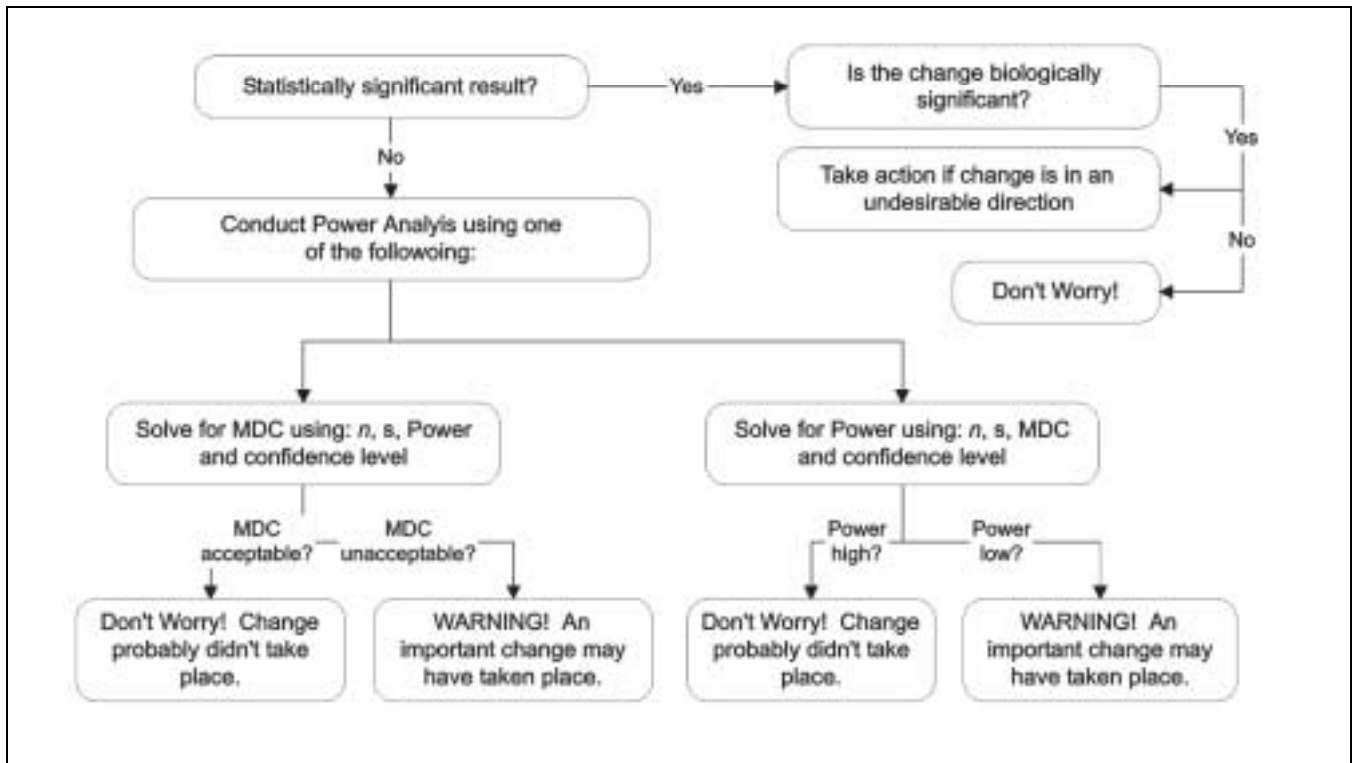 Statistically significant result?
Yes
Is the change biologically
significant?
Yes
No
Take action if change is in an
undesirable direction
Conduct Power Analyis using one
of the followoing:
No
Don't Worry!
Solve for MDC using: n, s, Power
and confidence level
Solve for Power using: n, s, MDC
and confidence level
MDC
acceptable?
MDC
unacceptable?
Power
high?
Power
low?
Don't Worry! Change
probably didn't take
place.
WARNING! An
important change may
have taken place.
Don't Worry! Change
probably didn't take
place.
WARNING! An
important change may
have taken place.